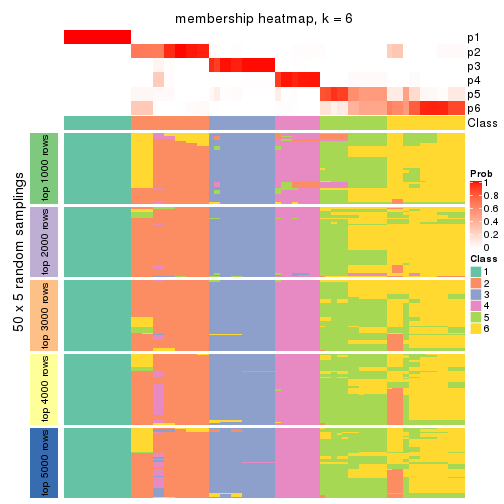 membership heatmap, k = 6
p1
p2
p3
p4
p5
p6
Class
50 x 5 random samplings
top 1000 rows
top 2000 rows
top 3000 rows
top 4000 rows
top 5000 rows
Prob
1
0.8
0.6
0.4
0.2
0
Class
1
2
3
4
5
6